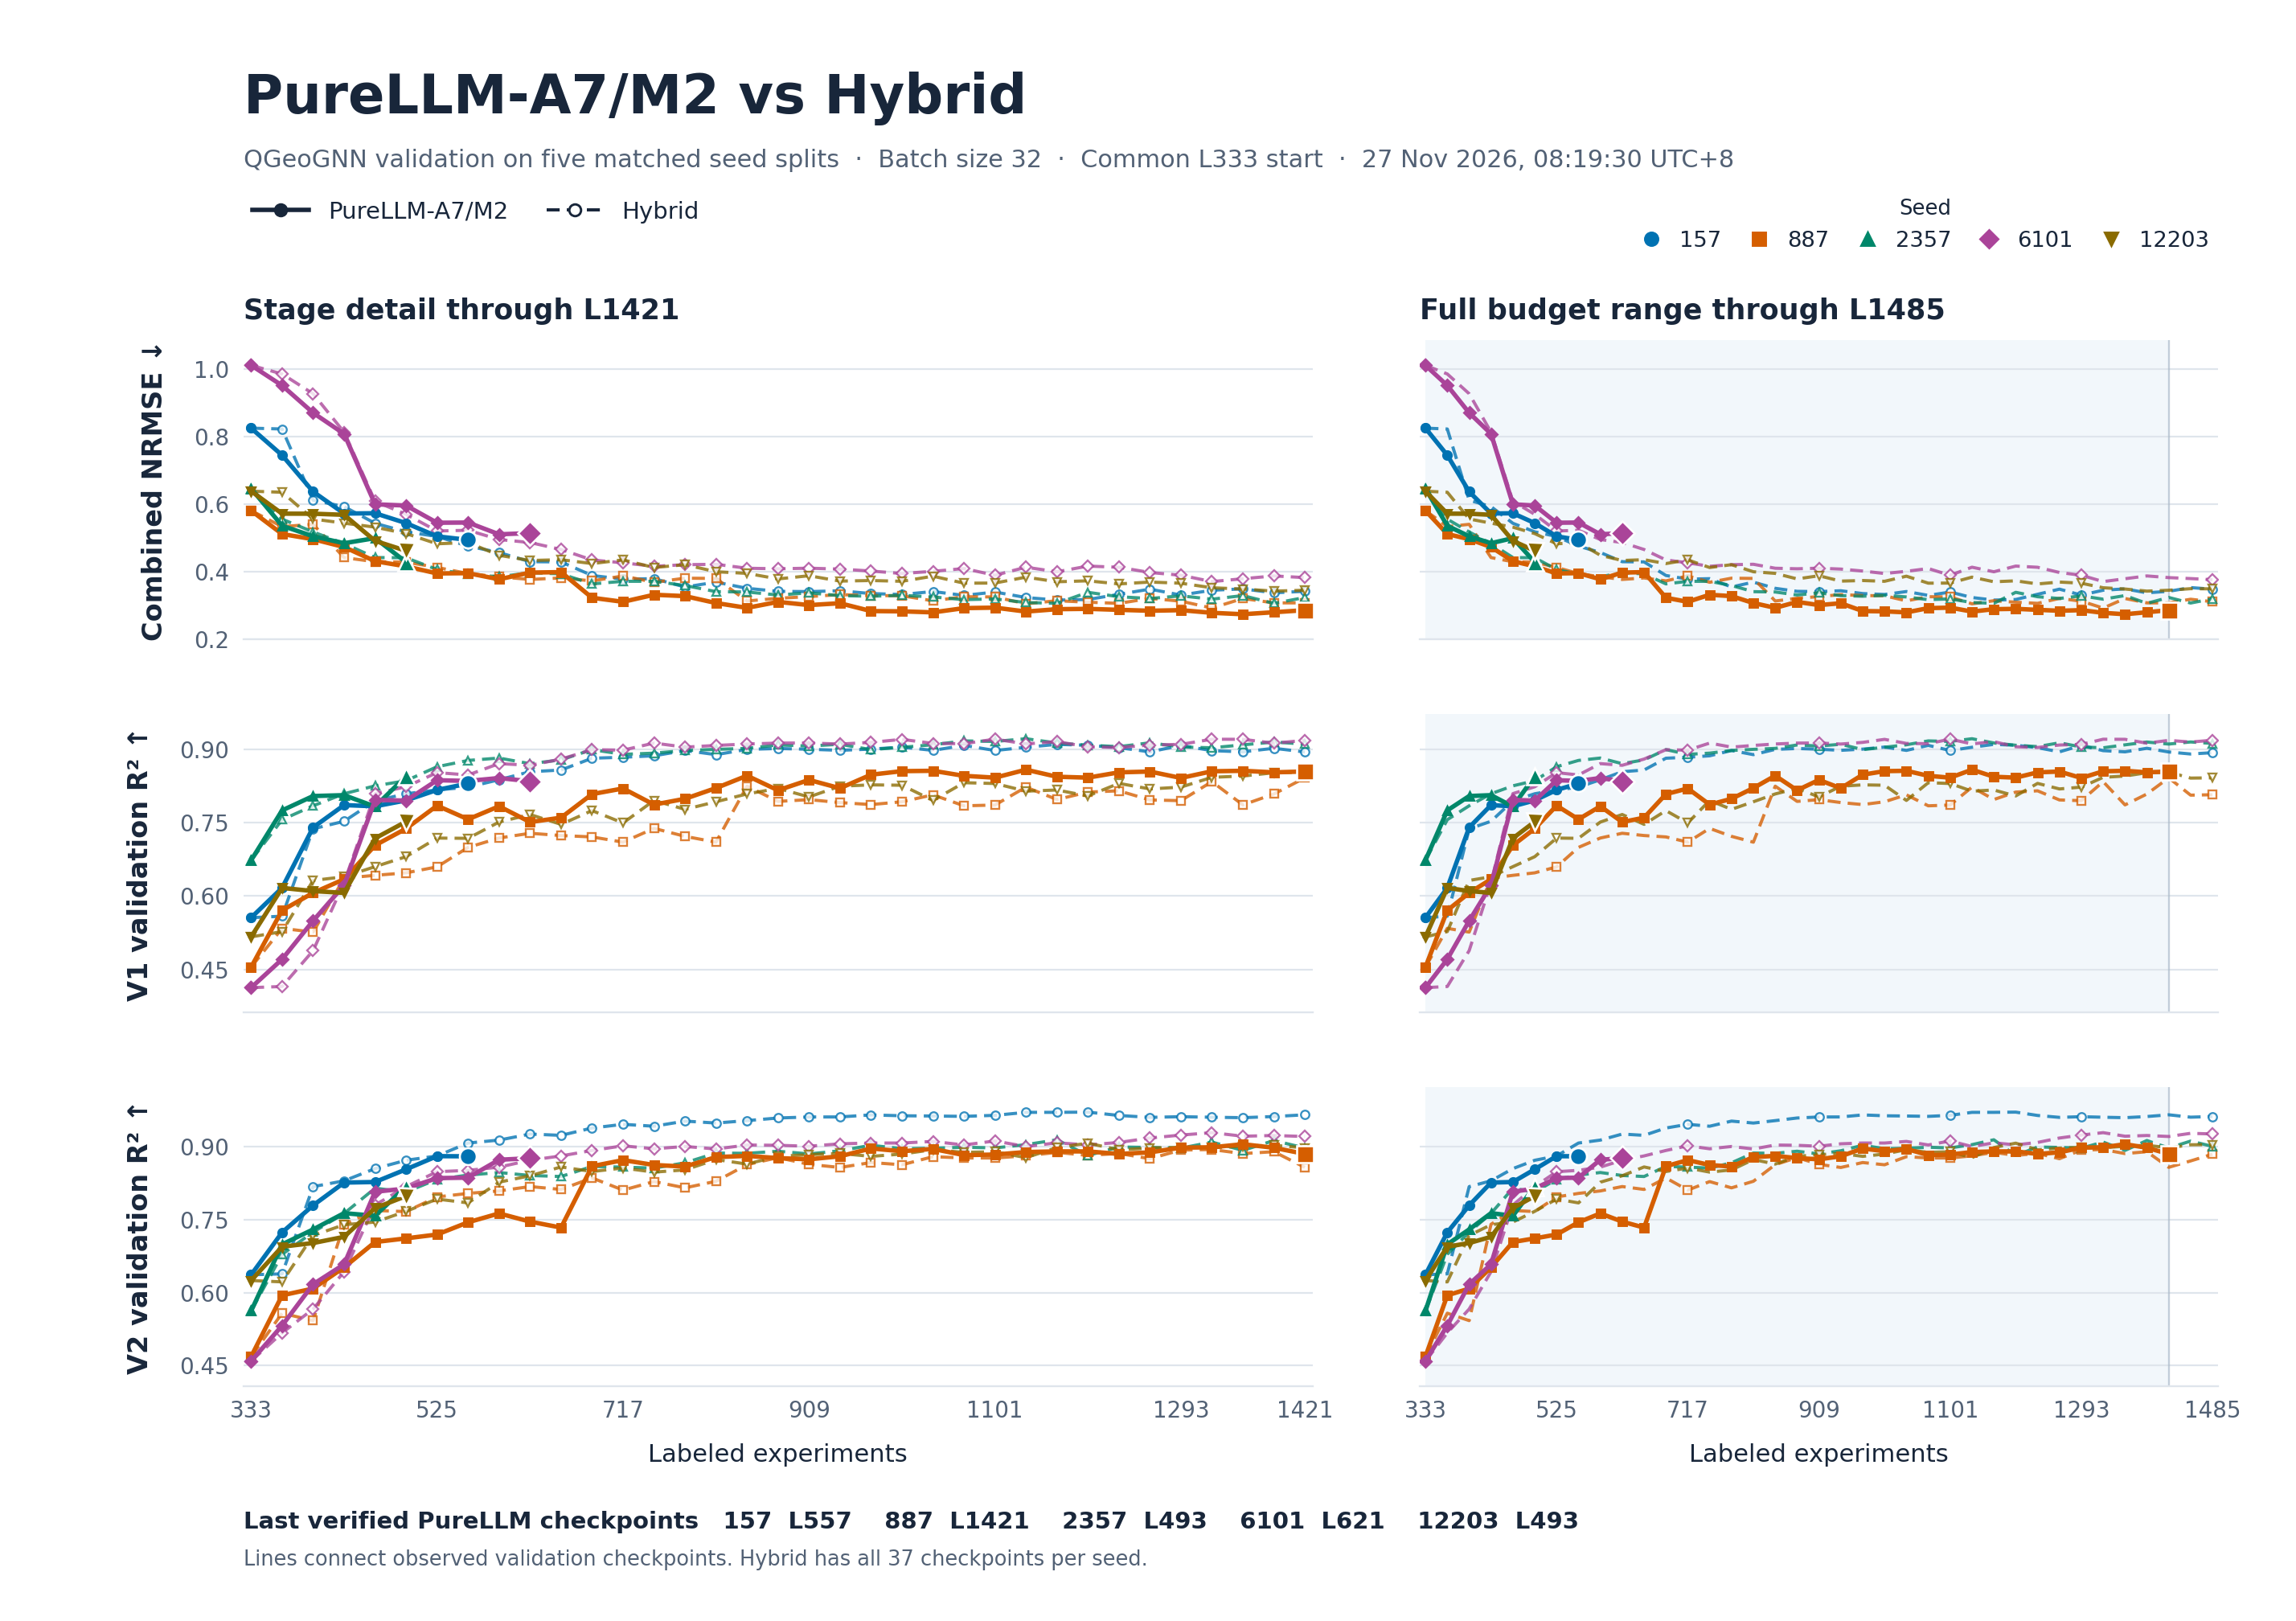 PureLLM-A7/M2 vs Hybrid
QGeoGNN validation on five matched seed splits · Batch size 32 · Common L333 start · 27 Nov 2026, 08:19:30 UTC+8
PureLLM-A7/M2 Hybrid
Seed
157 887 2357 6101 12203
Stage detail through L1421
Full budget range through L1485
Combined NRMSE ↓
1.0
0.8
0.6
0.4
0.2
V1 validation R² ↑
0.90
0.75
0.60
0.45
V2 validation R² ↑
0.90
0.75
0.60
0.45
333 525 717 909 1101 1293 1421
333 525 717 909 1101 1293 1485
Labeled experiments
Labeled experiments
Last verified PureLLM checkpoints 157 L557 887 L1421 2357 L493 6101 L621 12203 L493
Lines connect observed validation checkpoints. Hybrid has all 37 checkpoints per seed.